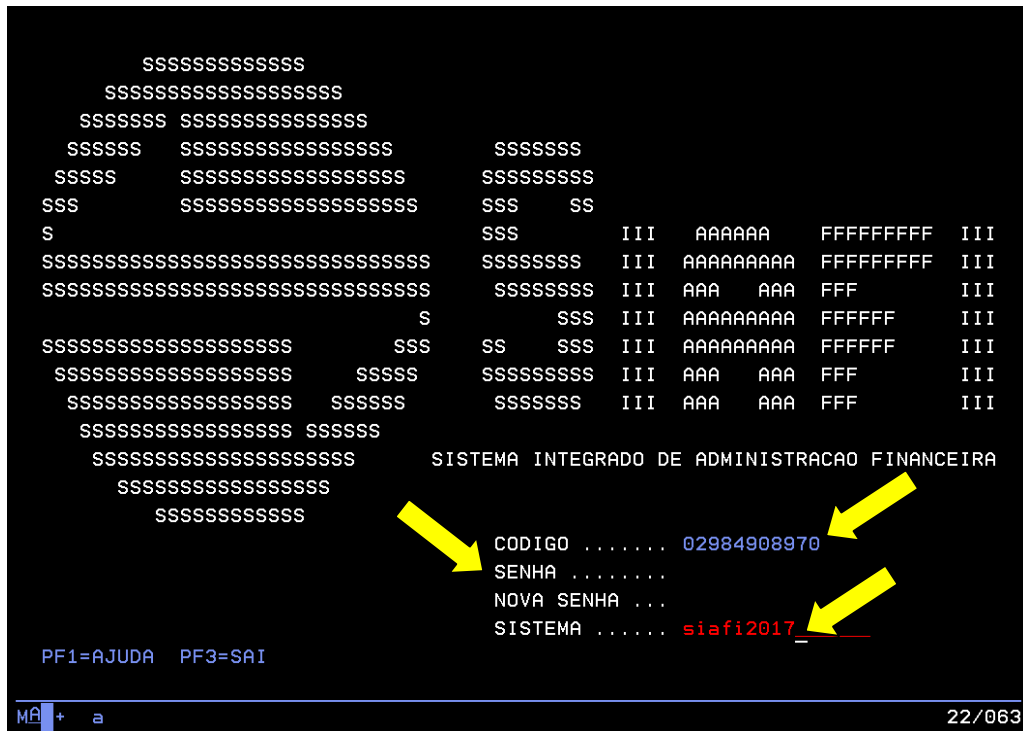 SSSSSSSSSSSSS
SSSSSSSSSSSSSSSSSSS
SSSSSSS SSSSSSSSSSSSSSS
SSSSSS   SSSSSSSSSSSSSSSSS        SSSSSSS
SSSSS     SSSSSSSSSSSSSSSSSS      SSSSSSSSS
SSS        SSSSSSSSSSSSSSSSSSS     SSS    SS
S                                  SSS        III   AAAAAA    FFFFFFFFF  III
SSSSSSSSSSSSSSSSSSSSSSSSSSSSSSS    SSSSSSSS   III  AAAAAAAAA  FFFFFFFFF  III
SSSSSSSSSSSSSSSSSSSSSSSSSSSSSSS     SSSSSSSS  III  AAA   AAA  FFF        III
S          SSS  III  AAAAAAAAA  FFFFFF     III
SSSSSSSSSSSSSSSSSSSS        SSS    SS    SSS  III  AAAAAAAAA  FFFFFF     III
SSSSSSSSSSSSSSSSSSS     SSSSS     SSSSSSSSS  III  AAA   AAA  FFF        III
SSSSSSSSSSSSSSSSSS   SSSSSS       SSSSSSS   III  AAA   AAA  FFF        III
SSSSSSSSSSSSSSSSS SSSSSS
SSSSSSSSSSSSSSSSSSSSS      SISTEMA INTEGRADO DE ADMINISTRACAO FINANCEIRA
SSSSSSSSSSSSSSSSS
SSSSSSSSSSSS
CODIGO ....... 02984908970
SENHA ........
NOVA SENHA ...
SISTEMA ...... siafi2017
PF1=AJUDA  PF3=SAI
MA + a 22/063